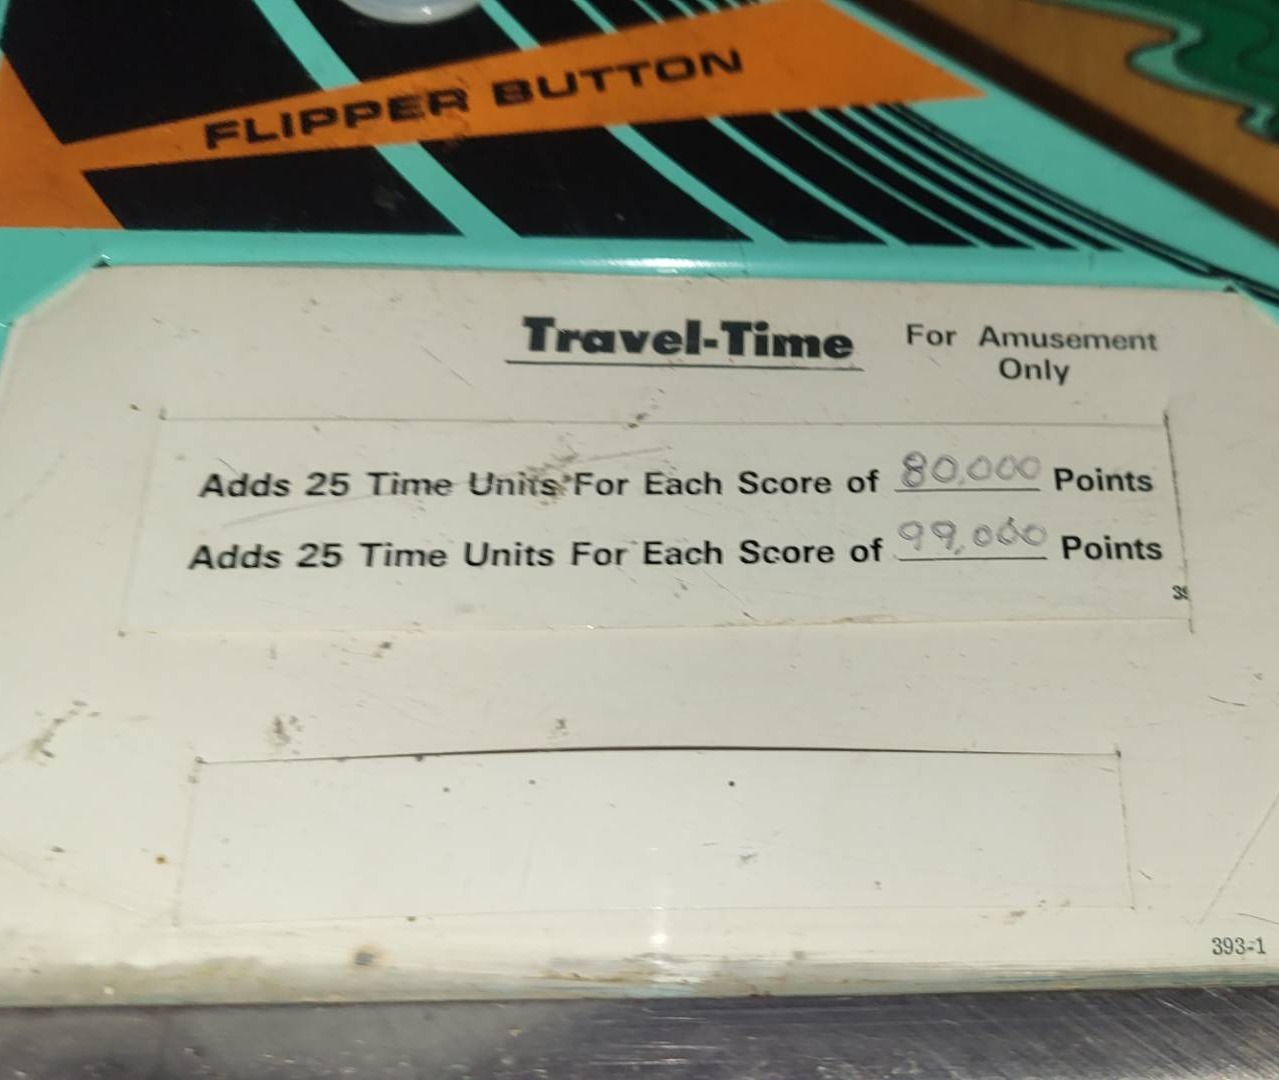 FLIPPER BUTTON
Travel-Time
For Amusement
Only
Adds 25 Time Units For Each Score of 80,000 Points
Adds 25 Time Units For Each Score of 99,000 Points
393-1